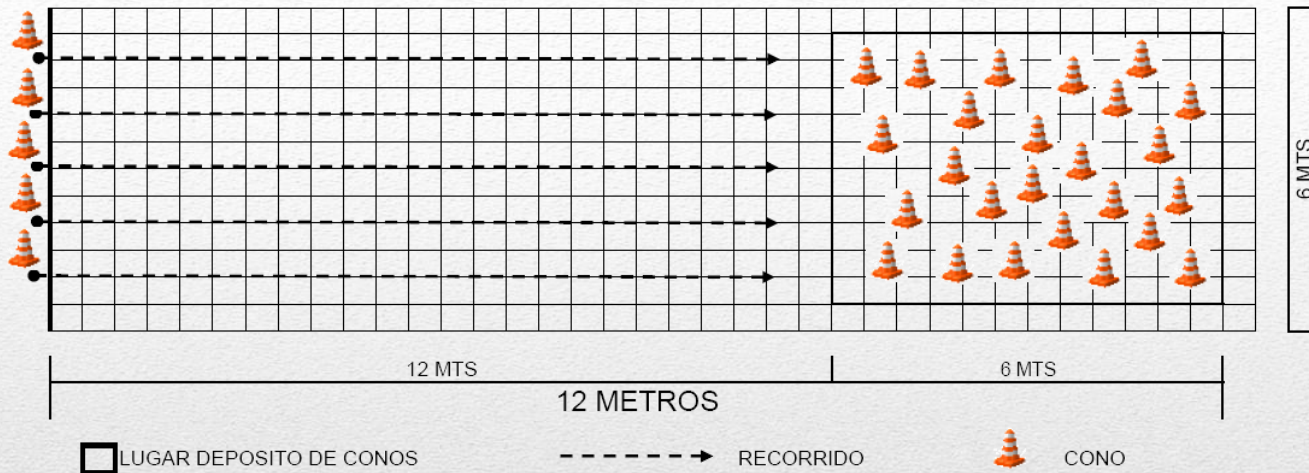 6 MTS
12 MTS
6 MTS
12 METROS
LUGAR DEPOSITO DE CONOS
RECORRIDO
CONO